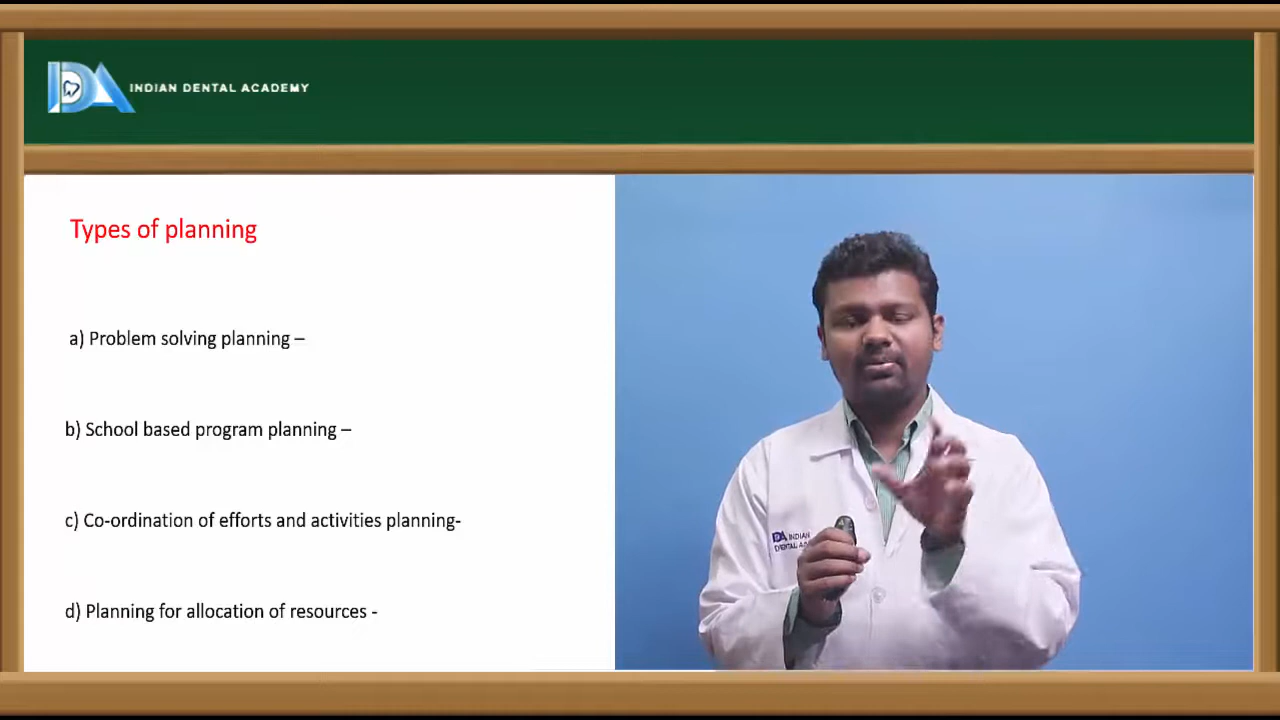 INDIAN DENTAL ACADEMY
Types of planning
a) Problem solving planning –
b) School based program planning –
c) Co-ordination of efforts and activities planning-
d) Planning for allocation of resources -
INDIAN